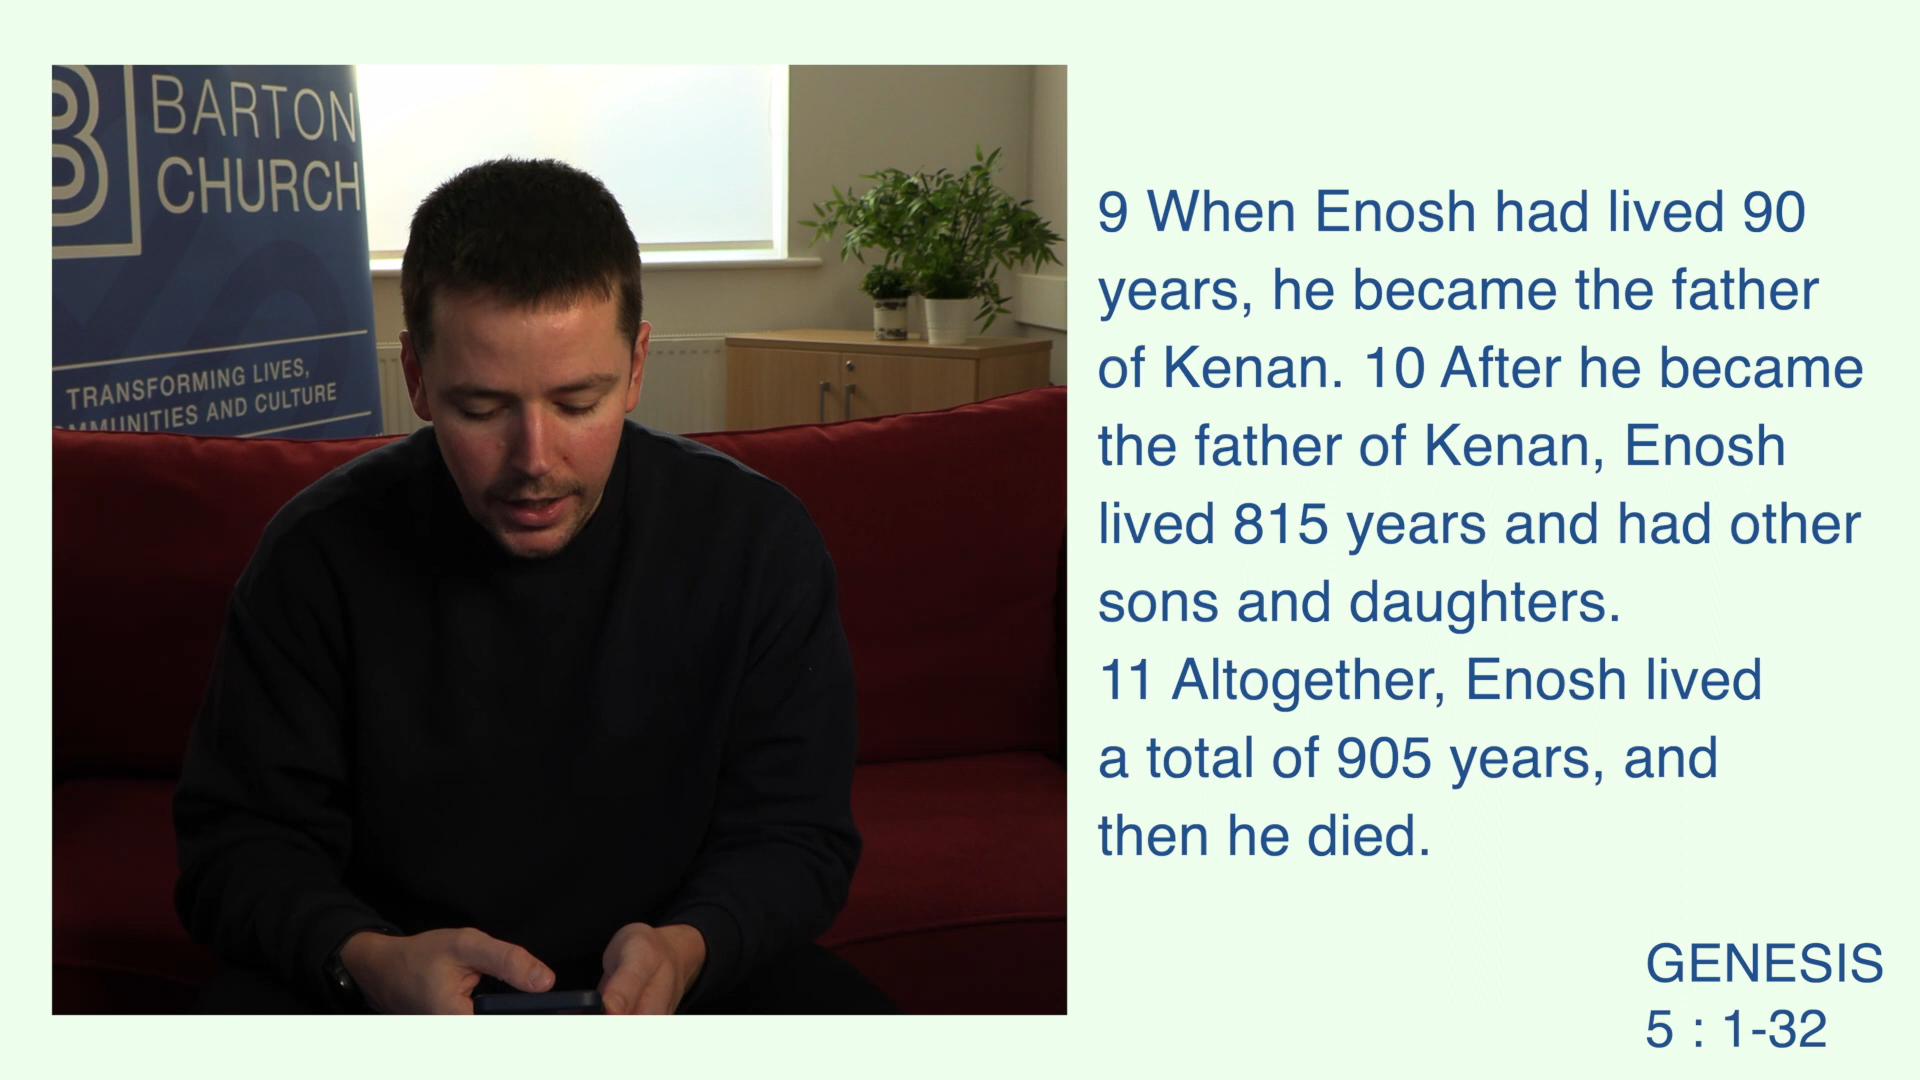 B
BARTON
CHURCH
TRANSFORMING LIVES,
MMUNITIES AND CULTURE
9 When Enosh had lived 90
years, he became the father
of Kenan. 10 After he became
the father of Kenan, Enosh
lived 815 years and had other
sons and daughters.
11 Altogether, Enosh lived
a total of 905 years, and
then he died.
GENESIS
5 : 1-32